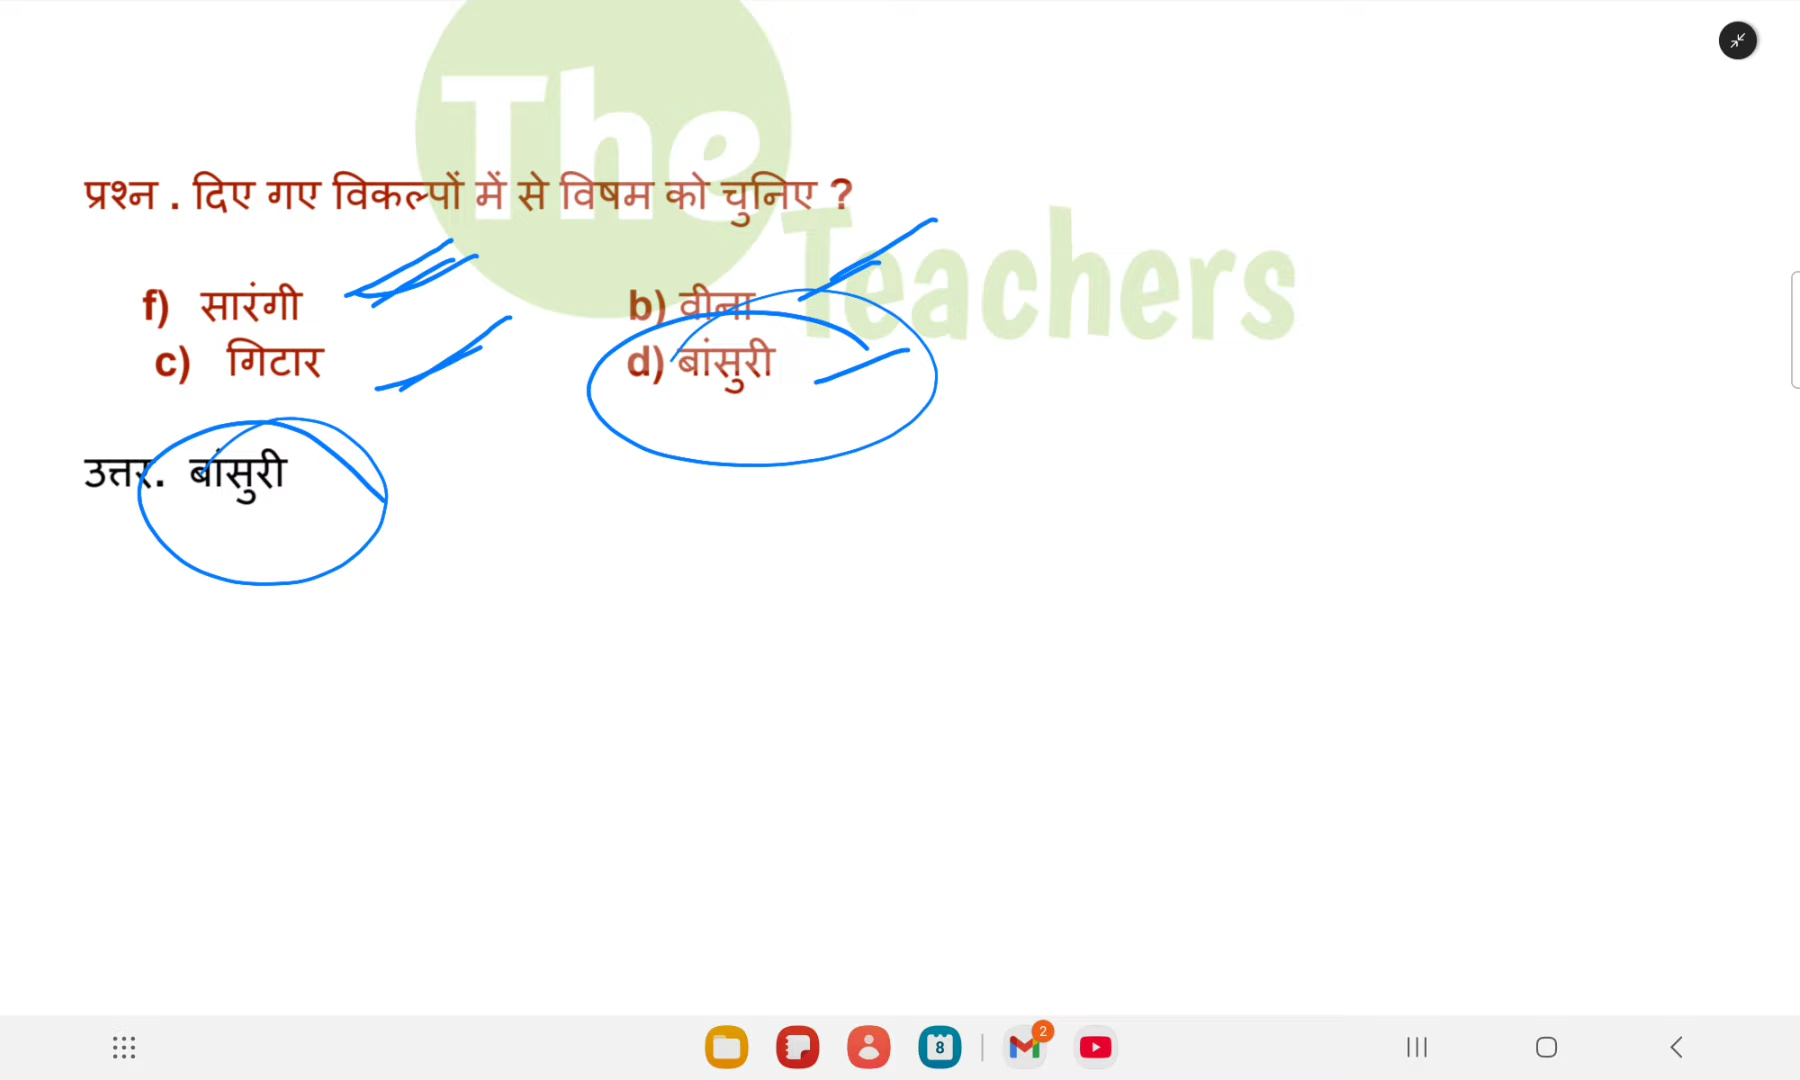 The
Teachers
प्रश्न . दिए गए विकल्पों में से विषम को चुनिए ?
f) सारंगी b) वीना
c) गिटार d) बांसुरी
उत्तर. बांसुरी
8
2